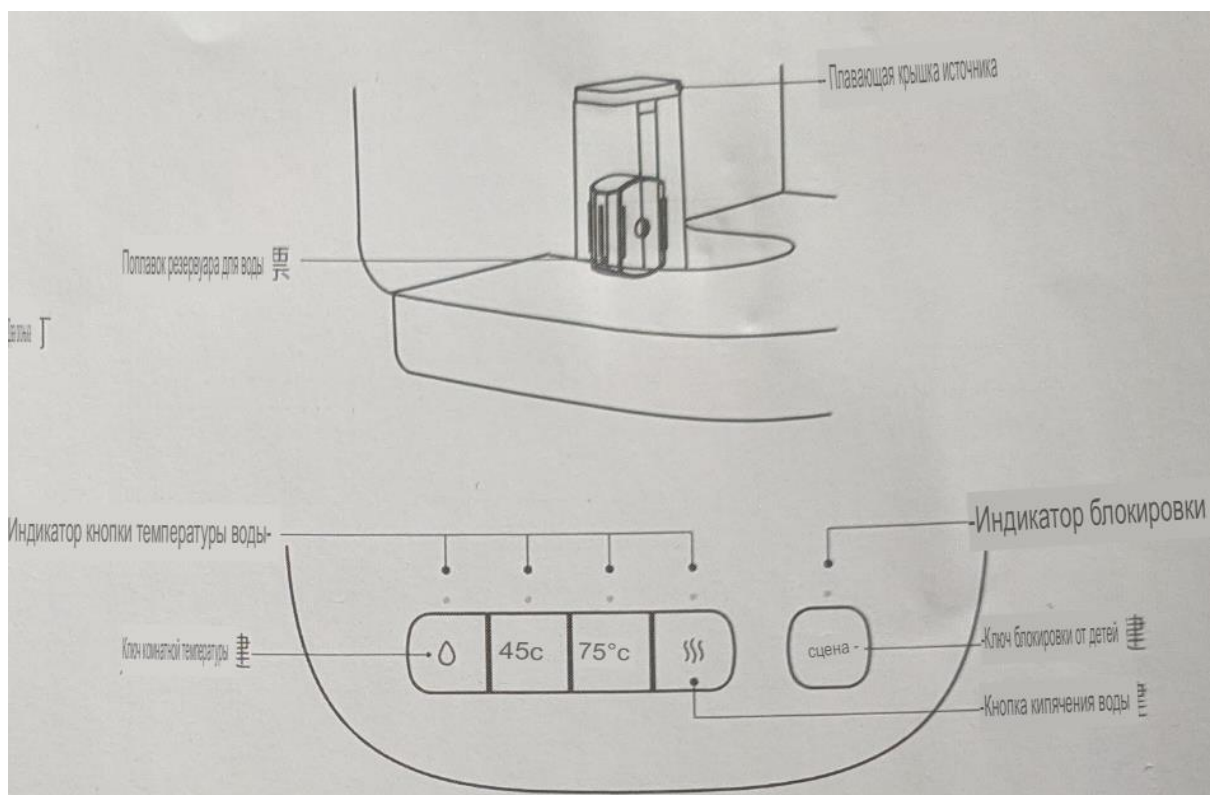 -Плавающая крышка источника
Поплавок резервуара для воды
Индикатор кнопки температуры воды-
-Индикатор блокировки
Ключ комнатной температуры
45c
75°c
сцена -
-Ключ блокировки от детей
-Кнопка кипячения воды